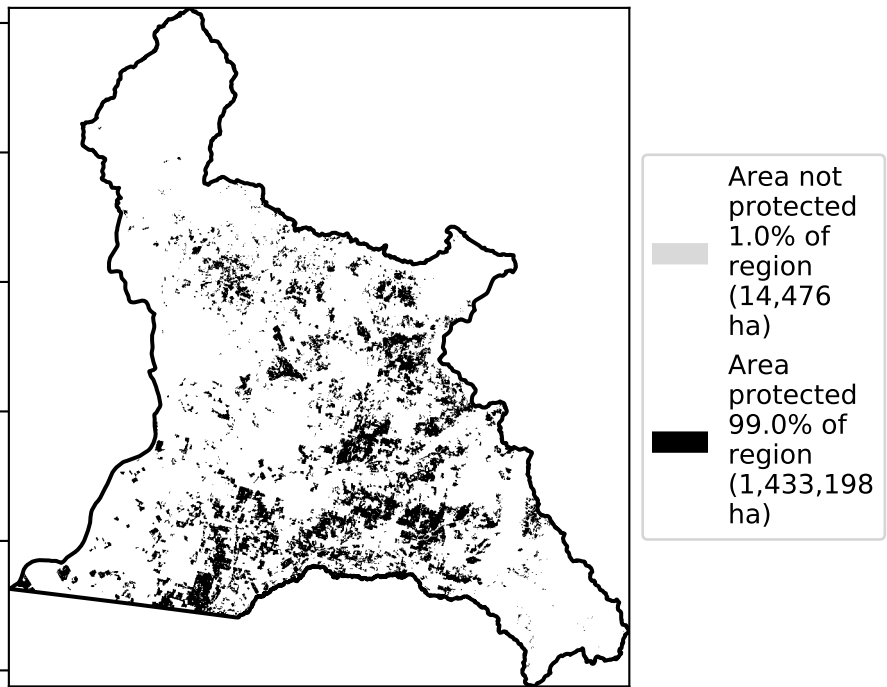 Area not
protected
1.0% of
region
(14,476
ha)
Area
protected
99.0% of
region
(1,433,198
ha)